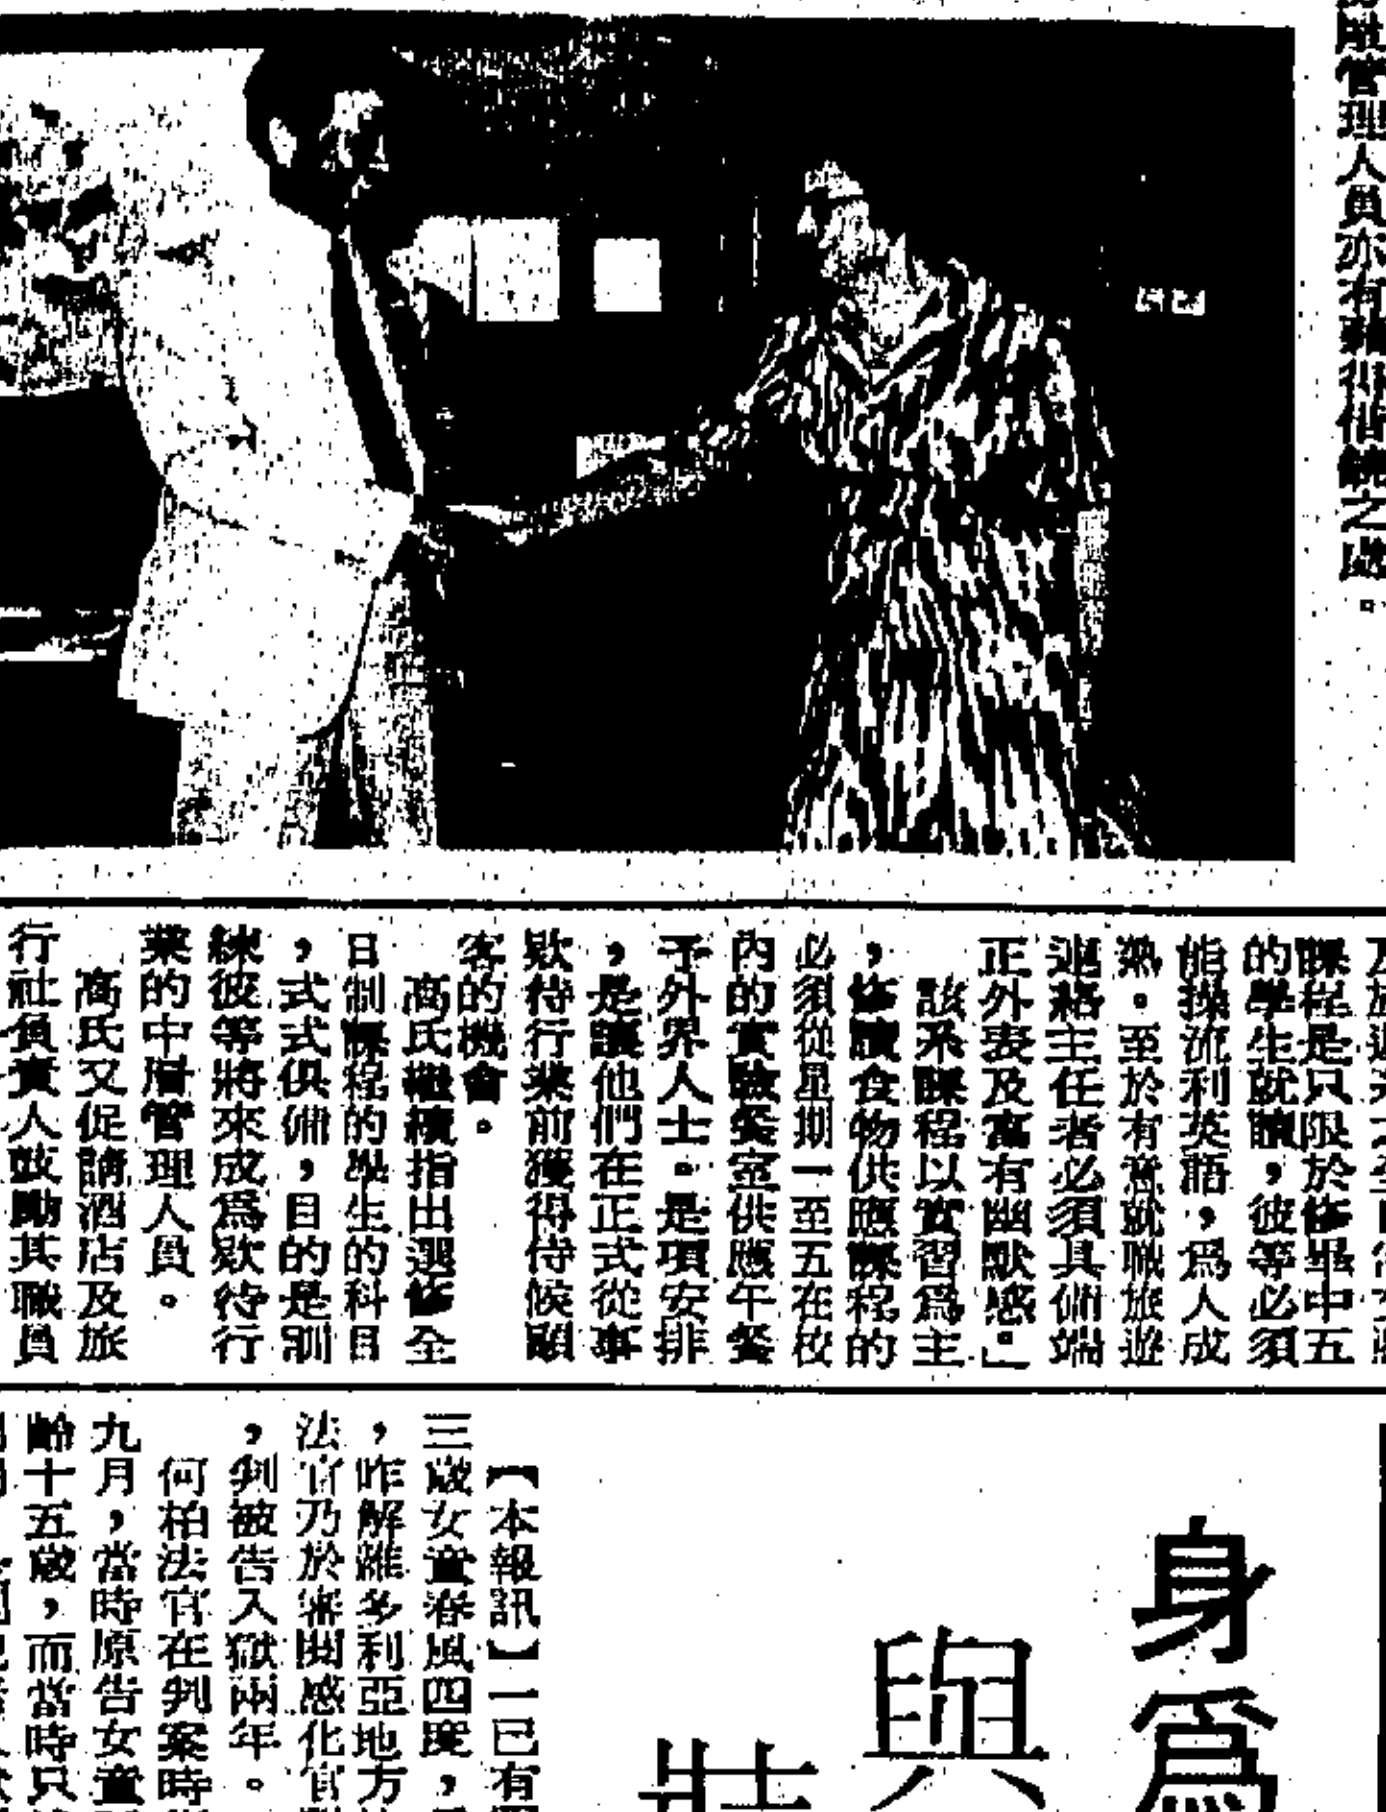 層管理人員亦有難得借鏡之處。
課程是只限於修畢中五
的學生就讀，彼等必須
能操流利英語，爲人成
熟。至於有意就職旅遊
連絡主任者必須具備端
正外表及富有幽默感。」
該系課程以實習爲主
，修讀食物供應課程的
必須從星期一至五在校
內的實驗餐室供應午餐
予外界人士。是項安排
，是讓他們在正式從事
欵待行業前獲得侍候顧
客的機會。
高氏繼續指出選修全
日制課程的學生的科目
，式式俱備，目的是訓
練彼等將來成爲欵待行
業的中層管理人員。
高氏又促請酒店及旅
行社負責人鼓勵其職員
身爲
與
【本報訊】一已有
三歲女童春風四度，
，昨解維多利亞地方
法官乃於審閱感化官
，判被告入獄兩年。
何柏法官在判案時
九月，當時原告女童
齡十五歲，而當時只